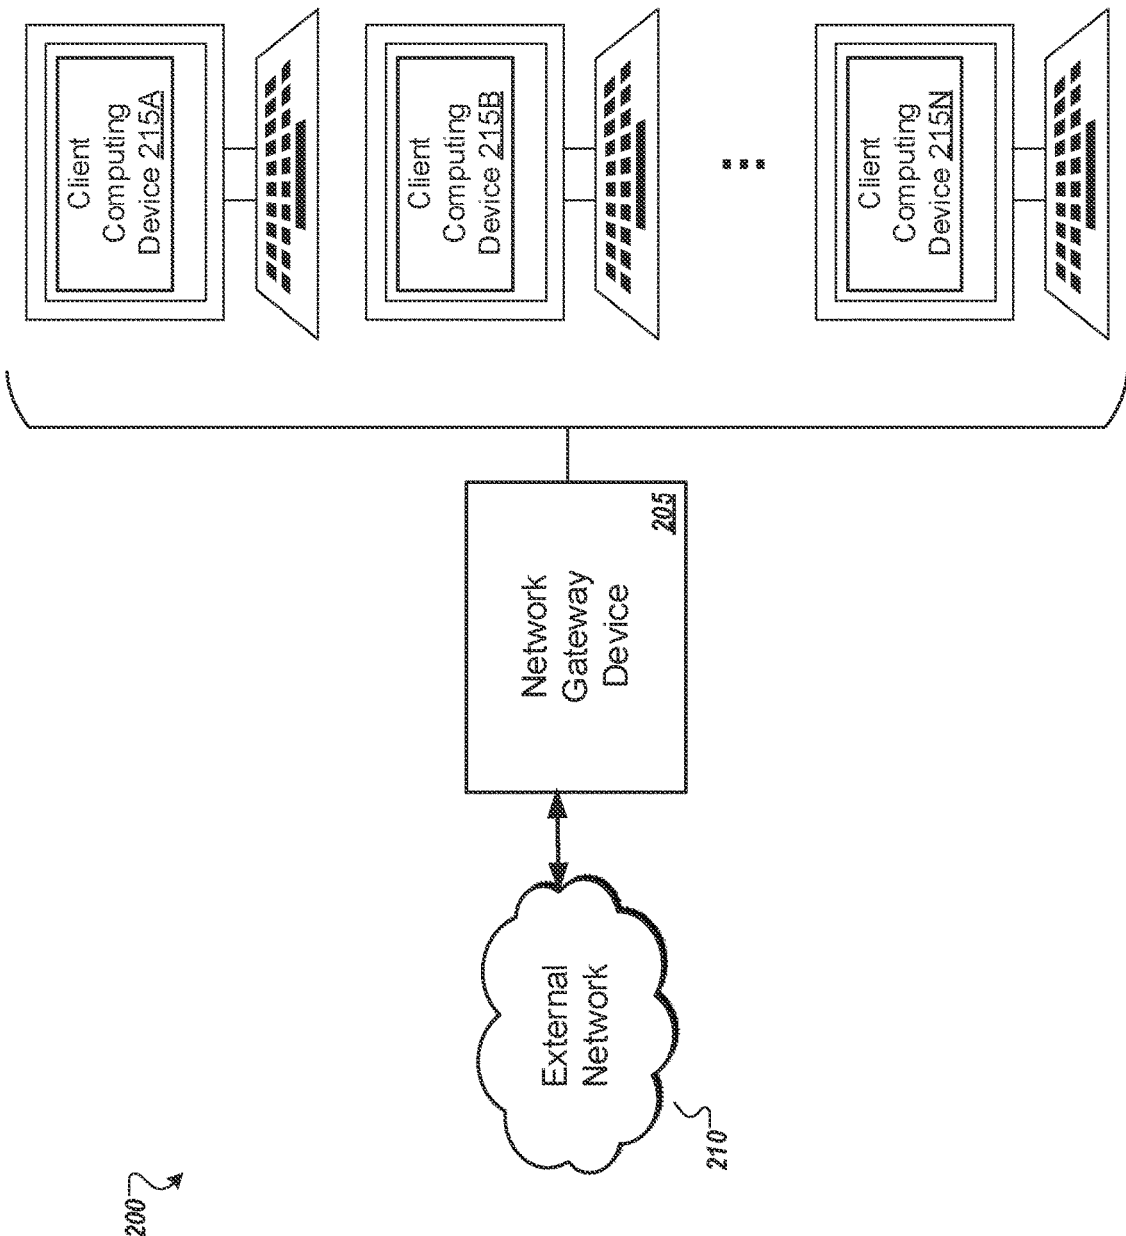 200
External
Network
210
Network
Gateway
Device
205
Client
Computing
Device 215A
Client
Computing
Device 215B
...
Client
Computing
Device 215N